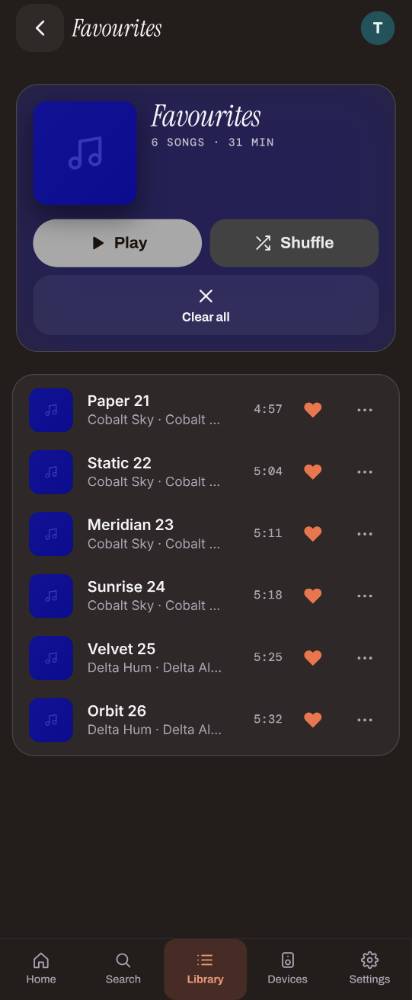 Favourites
T
Favourites
6 SONGS · 31 MIN
Play
Shuffle
Clear all
Paper 21
Cobalt Sky · Cobalt ...
4:57
Static 22
Cobalt Sky · Cobalt ...
5:04
Meridian 23
Cobalt Sky · Cobalt ...
5:11
Sunrise 24
Cobalt Sky · Cobalt ...
5:18
Velvet 25
Delta Hum · Delta Al...
5:25
Orbit 26
Delta Hum · Delta Al...
5:32
Home
Search
Library
Devices
Settings